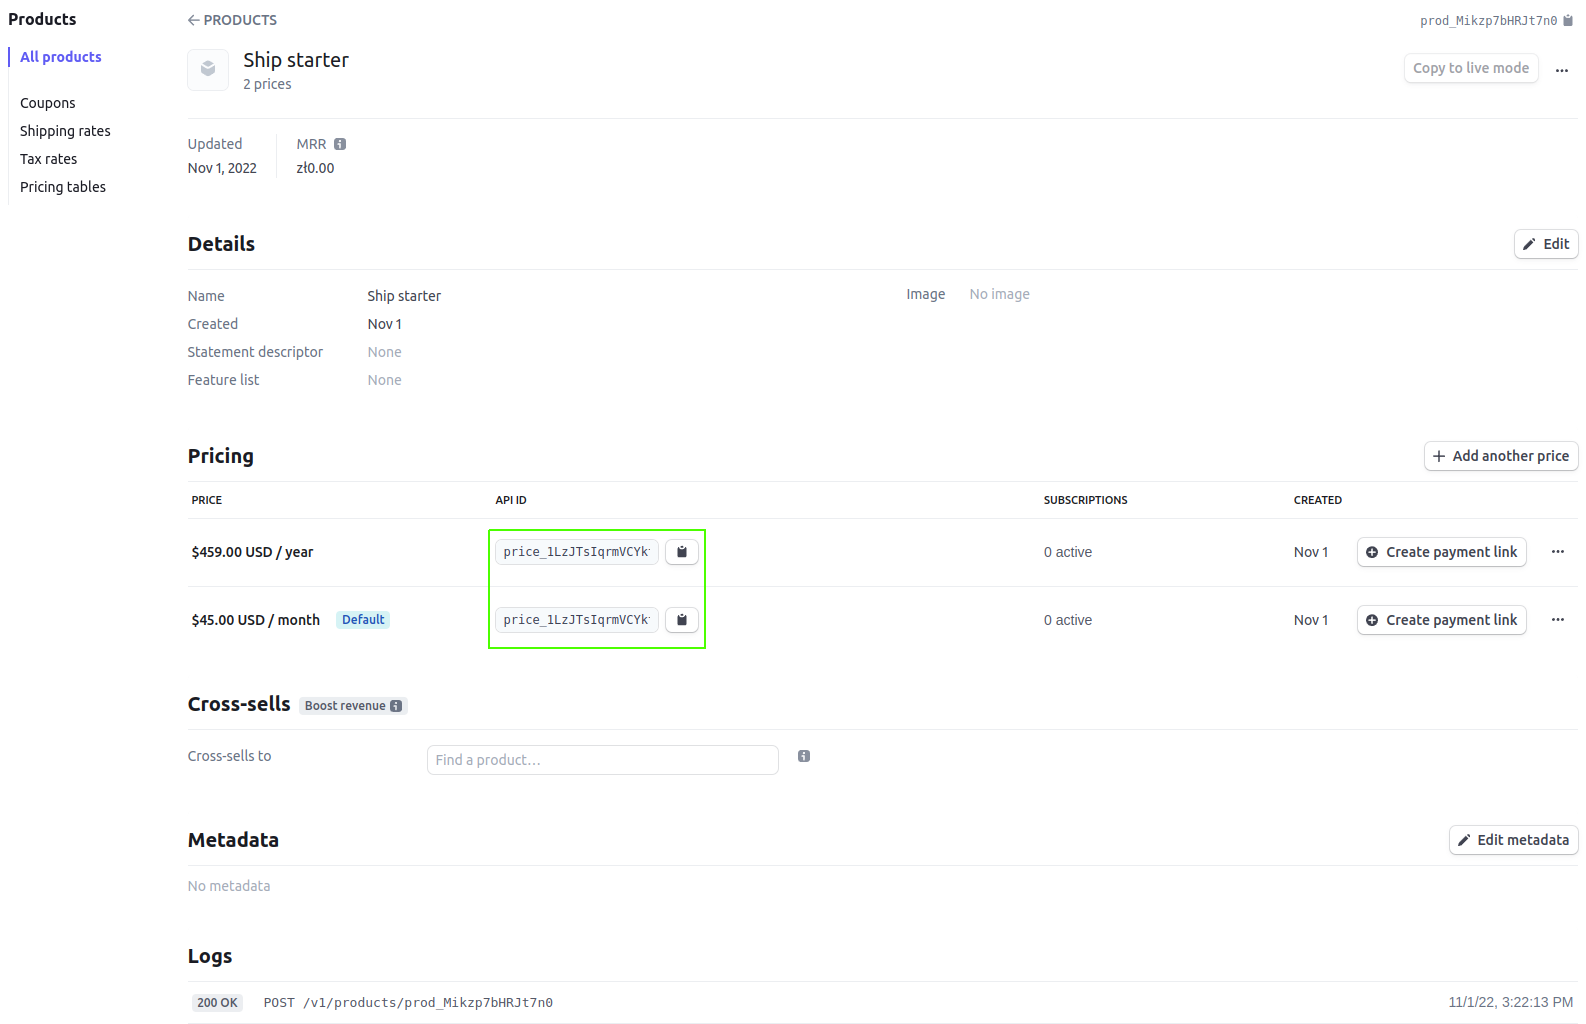 Products
All products
Coupons
Shipping rates
Tax rates
Pricing tables
PRODUCTS
prod_Mikzp7bHRJt7n0
Ship starter
2 prices
Copy to live mode
Updated
Nov 1, 2022
MRR
zł0.00
Details
Edit
Name
Ship starter
Created
Nov 1
Statement descriptor
None
Feature list
None
Image
No image
Pricing
Add another price
PRICE
API ID
SUBSCRIPTIONS
CREATED
$459.00 USD / year
price_1LzJTsIqrmVCYk
0 active
Nov 1
Create payment link
$45.00 USD / month
Default
price_1LzJTsIqrmVCYk
0 active
Nov 1
Create payment link
Cross-sells
Boost revenue
Cross-sells to
Find a product…
Metadata
Edit metadata
No metadata
Logs
200 OK
POST /v1/products/prod_Mikzp7bHRJt7n0
11/1/22, 3:22:13 PM